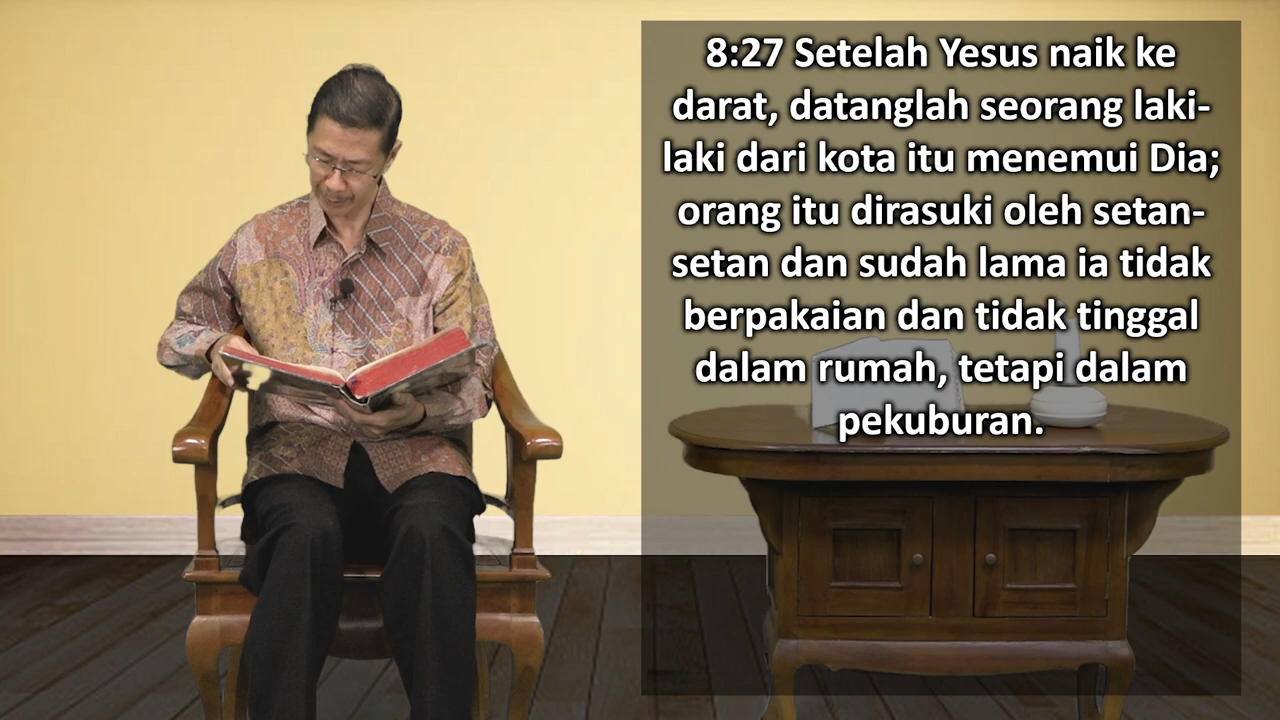 8:27 Setelah Yesus naik ke
darat, datanglah seorang laki-
laki dari kota itu menemui Dia;
orang itu dirasuki oleh setan-
setan dan sudah lama ia tidak
berpakaian dan tidak tinggal
dalam rumah, tetapi dalam
pekuburan.